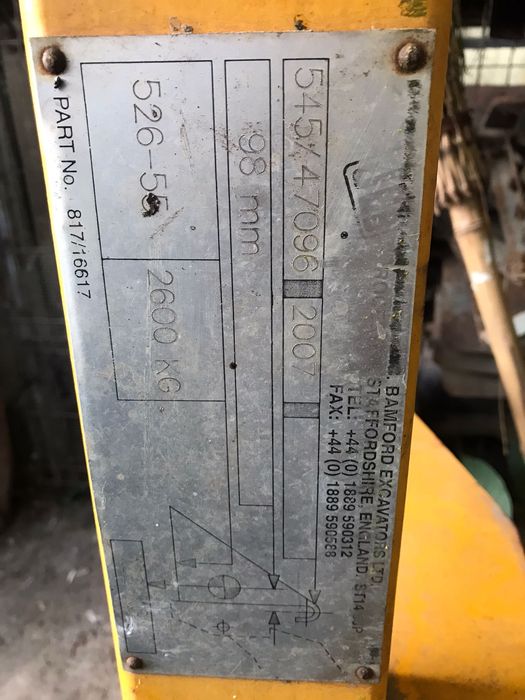 BAMFORD EXCAVATORS LTD.
STAFFORDSHIRE, ENGLAND. ST14
TEL: +44 (0) 1889 590312
FAX: +44 (0) 1889 590588
545/47096 2007
98 mm
526-55 2600 KG
PART No. 817/16617